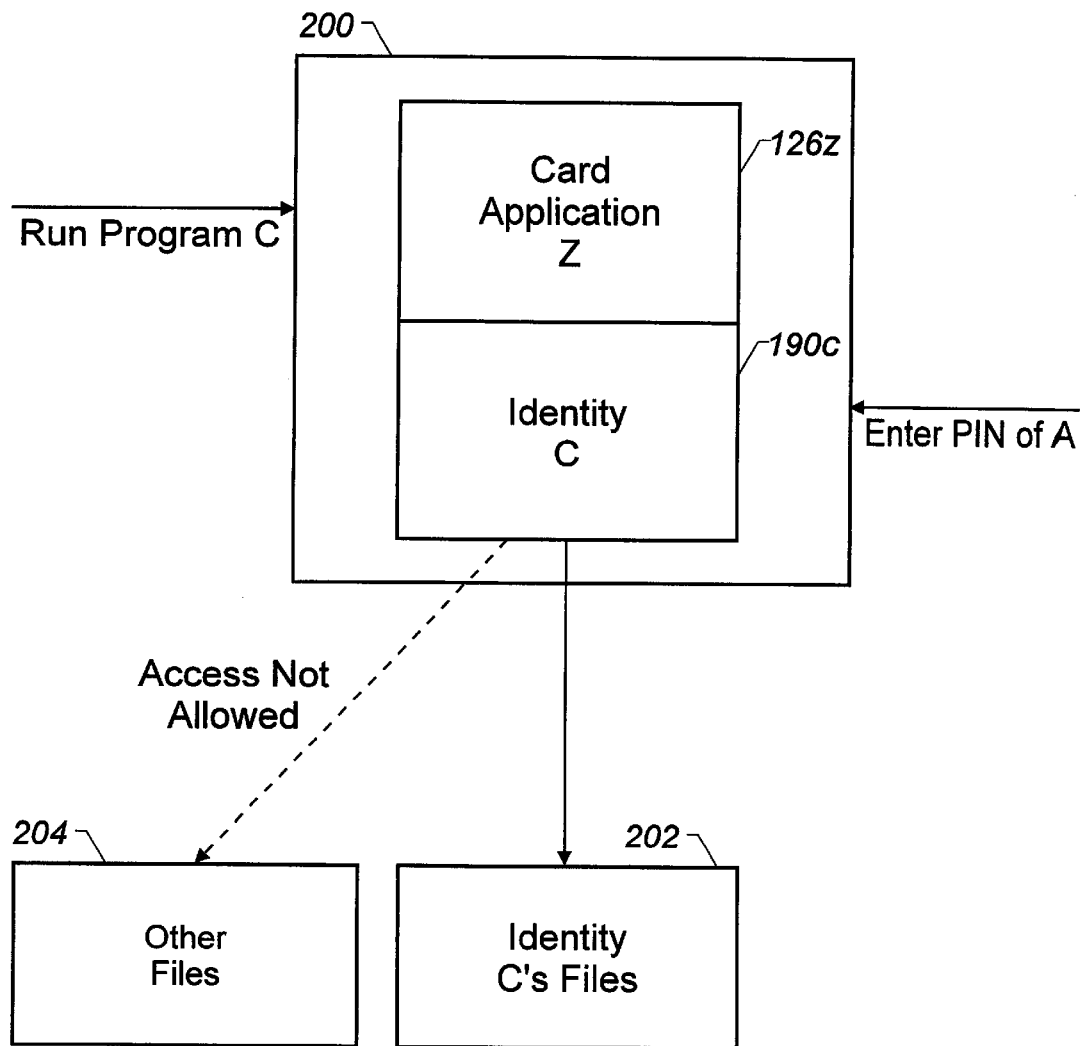 200
Card
Application
Z
126z
Run Program C
190c
Identity
C
Enter PIN of A
Access Not
Allowed
204
202
Other
Files
Identity
C's Files